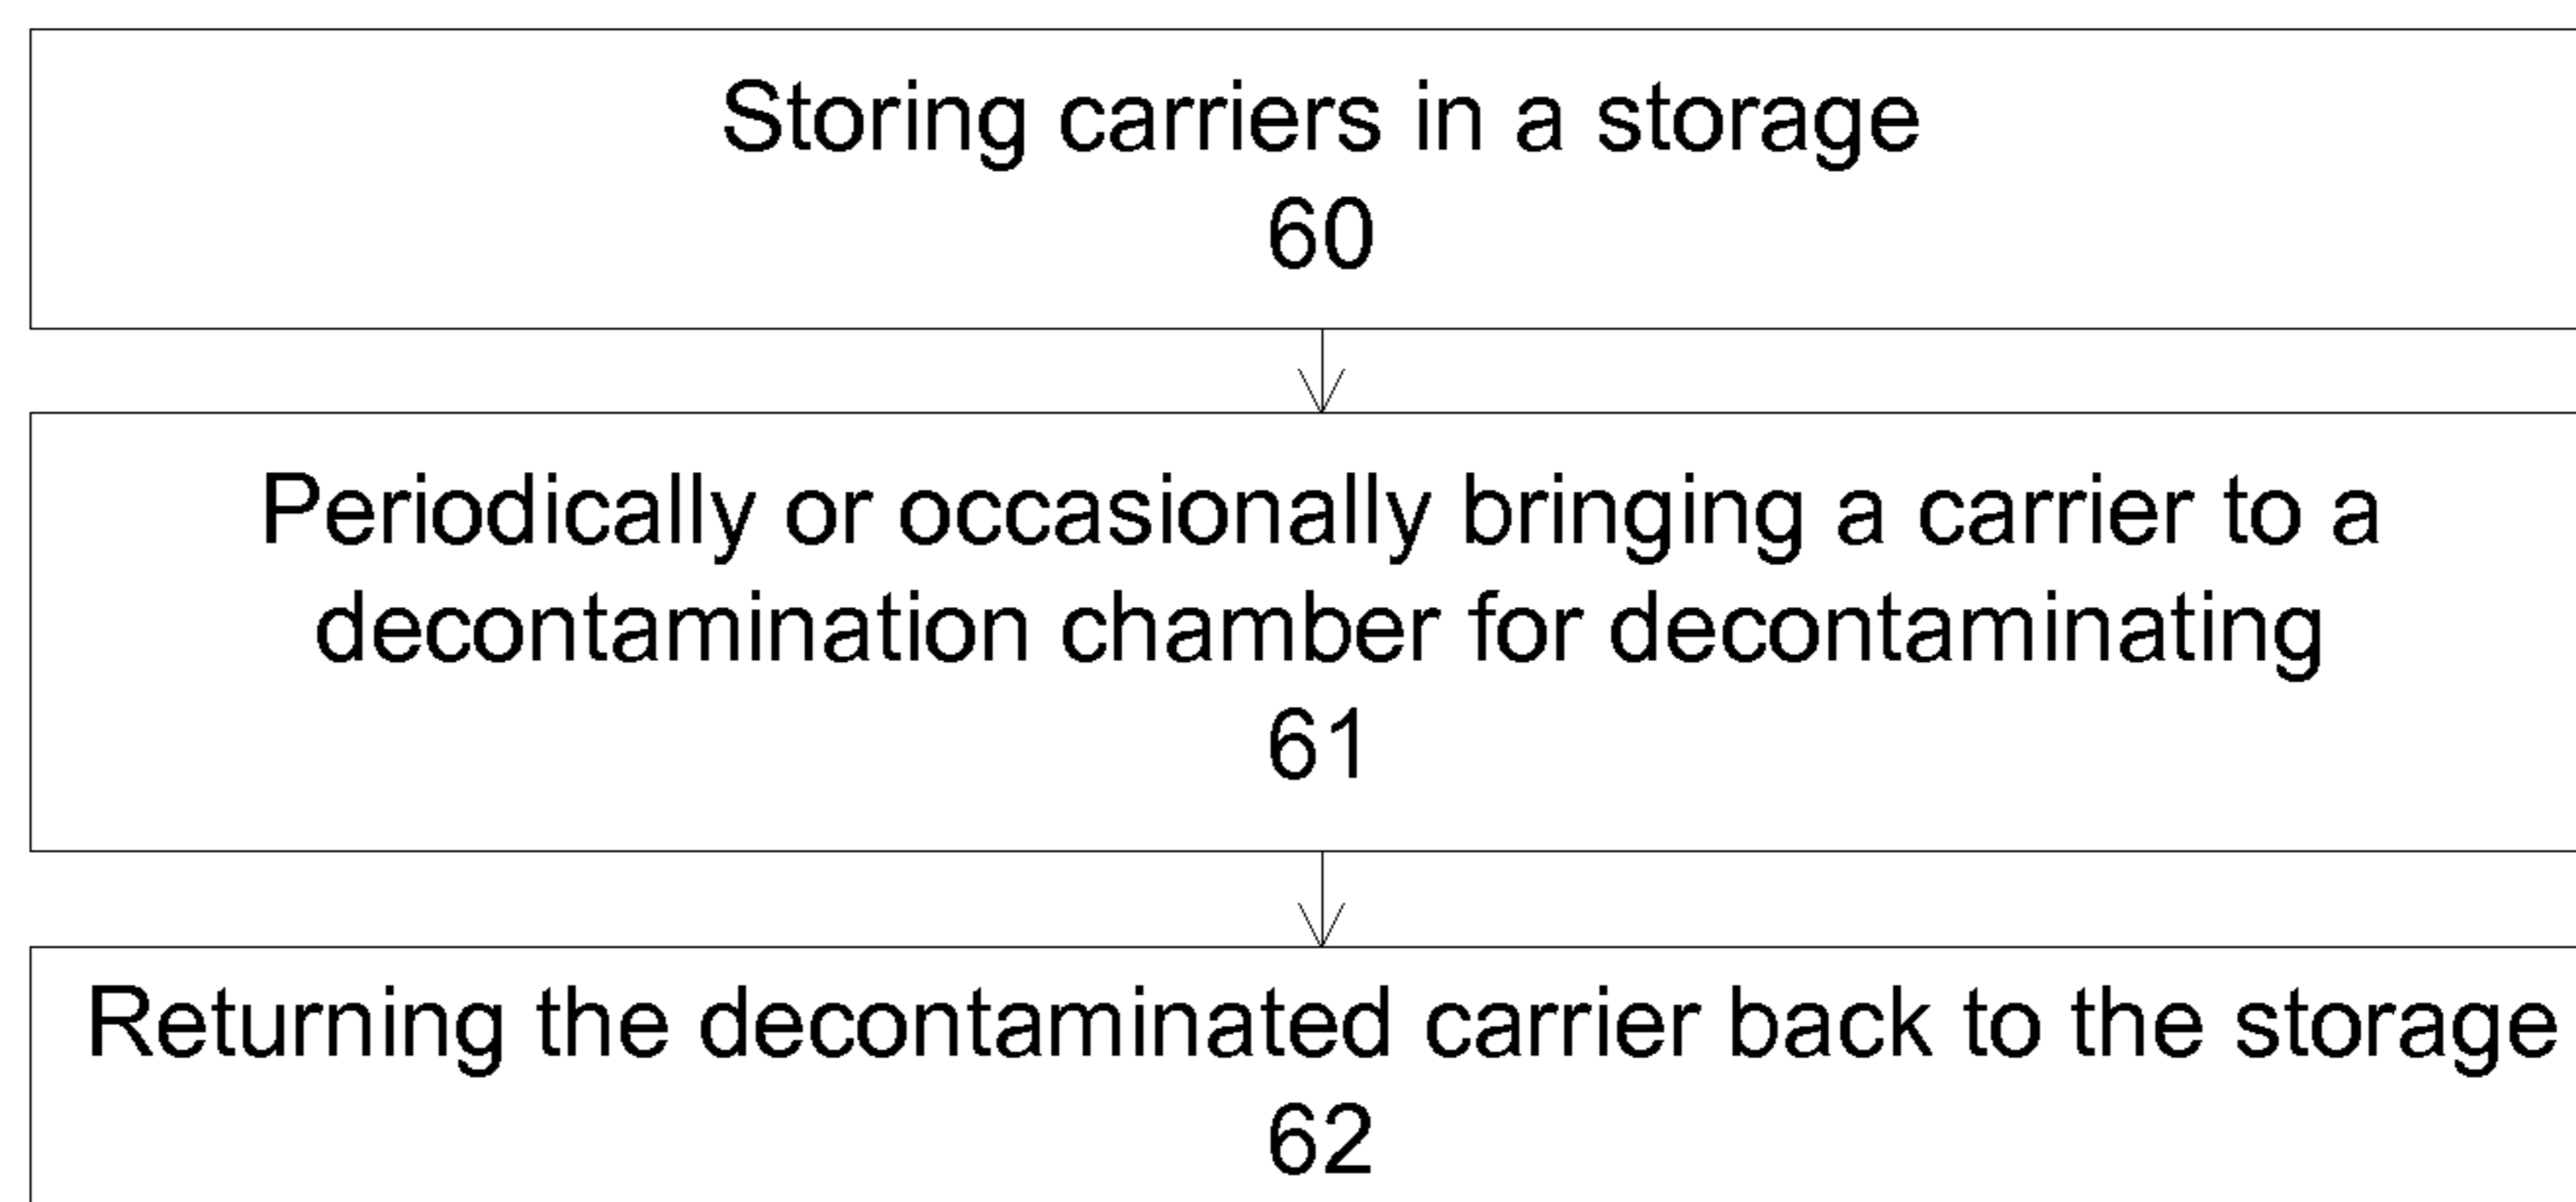 Storing carriers in a storage
60
Periodically or occasionally bringing a carrier to a
decontamination chamber for decontaminating
61
Returning the decontaminated carrier back to the storage
62